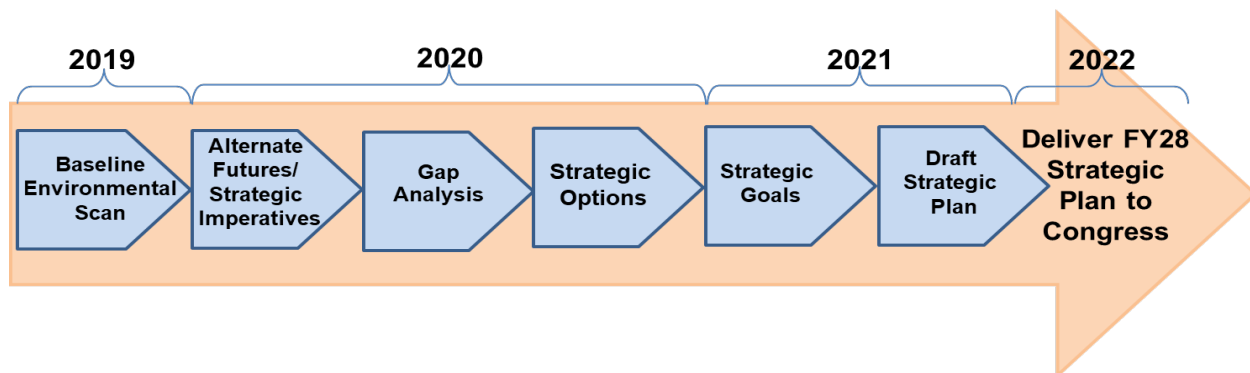 2019
2020
2021
2022
Baseline
Environmental
Scan
Alternate
Futures/
Strategic
Imperatives
Gap
Analysis
Strategic
Options
Strategic
Goals
Draft
Strategic
Plan
Deliver FY28
Strategic
Plan to
Congress